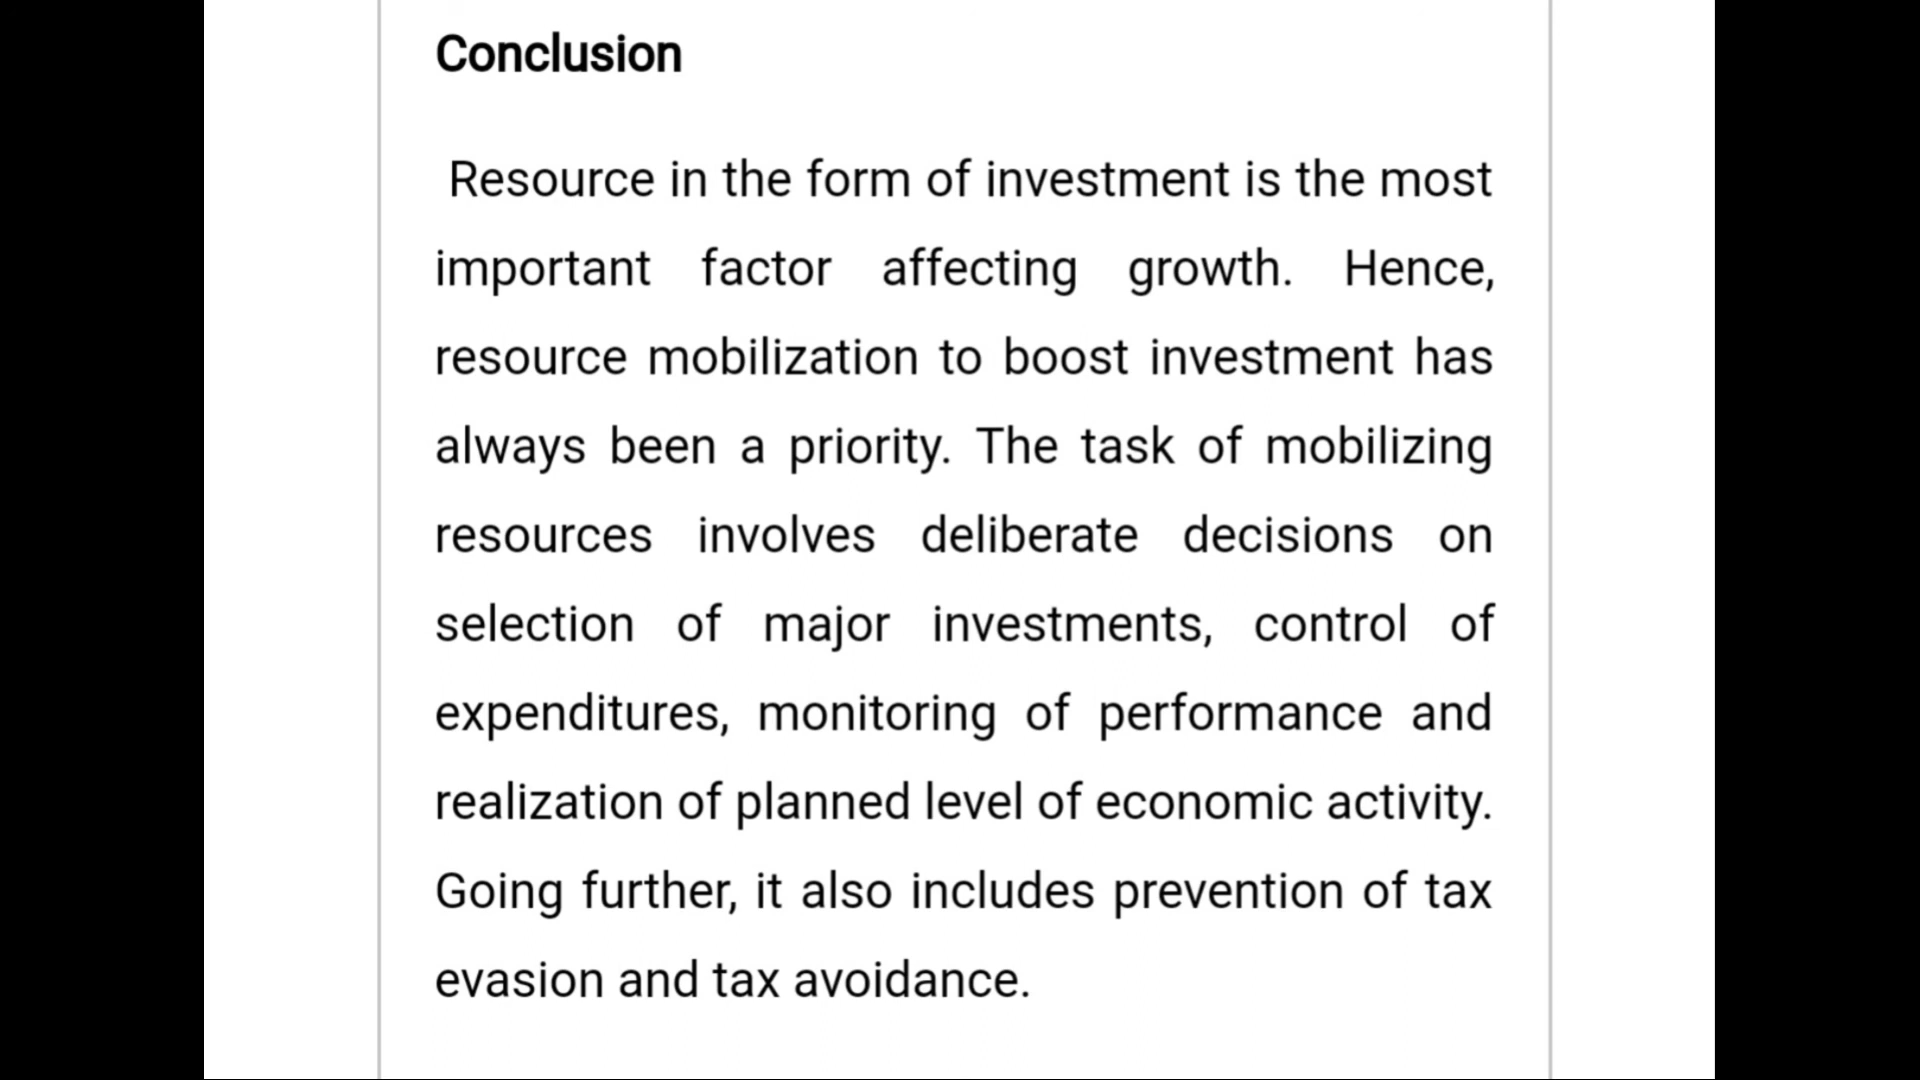 Conclusion
Resource in the form of investment is the most
important factor affecting growth. Hence,
resource mobilization to boost investment has
always been a priority. The task of mobilizing
resources involves deliberate decisions on
selection of major investments, control of
expenditures, monitoring of performance and
realization of planned level of economic activity.
Going further, it also includes prevention of tax
evasion and tax avoidance.